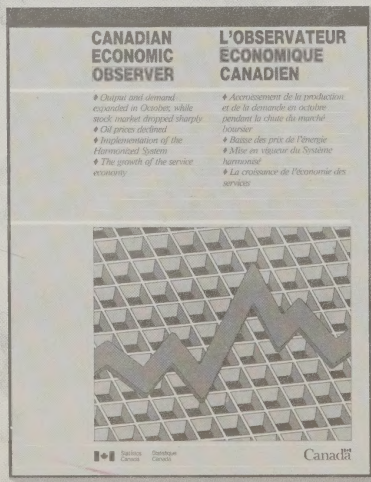 CANADIAN
ECONOMIC
OBSERVER
♦ Output and demand
expanded in October, while
stock market dropped sharply
♦ Oil prices declined
♦ Implementation of the
Harmonized System
♦ The growth of the service
economy
L'OBSERVATEUR
ÉCONOMIQUE
CANADIEN
♦ Accroissement de la production
et de la demande en octobre
pendant la chute du marché
boursier
♦ Baisse des prix de l'énergie
♦ Mise en vigueur du Système
harmonisé
♦ La croissance de l'économie des
services
Statistics Statistique
Canada Canada
Canada